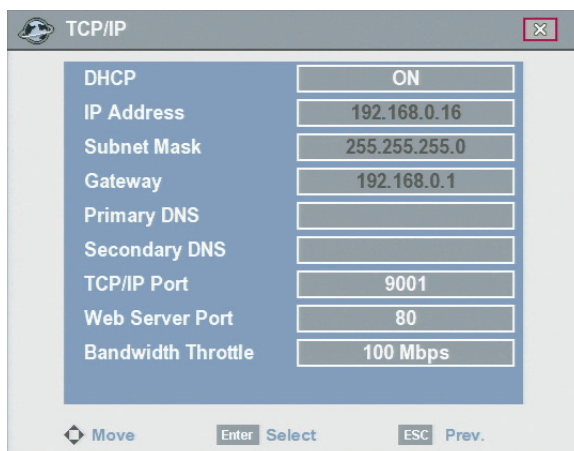 TCP/IP
DHCP ON
IP Address 192.168.0.16
Subnet Mask 255.255.255.0
Gateway 192.168.0.1
Primary DNS
Secondary DNS
TCP/IP Port 9001
Web Server Port 80
Bandwidth Throttle 100 Mbps
Move Enter Select ESC Prev.